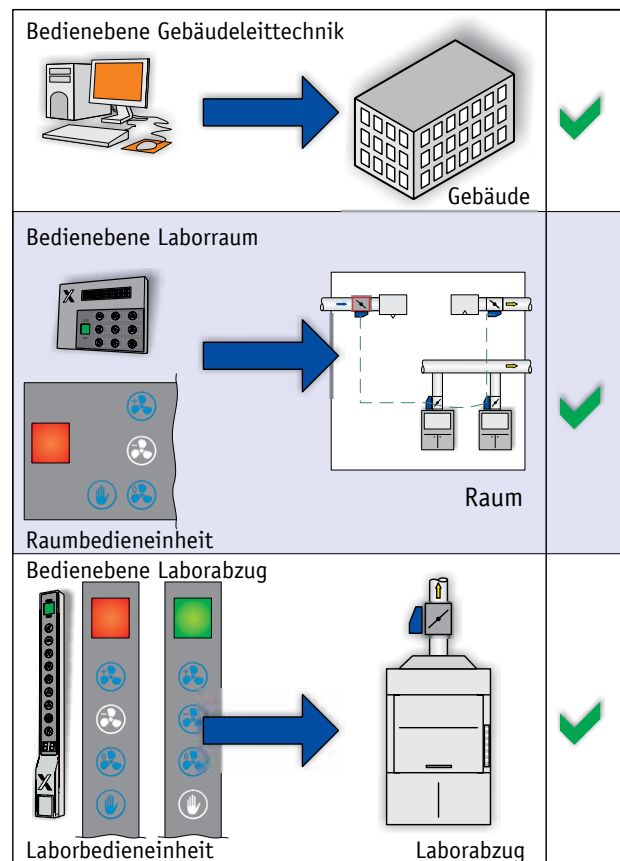 Bedienebene Gebäudeleittechnik
Gebäude
Bedienebene Laborraum
Raum
Raumbedieneinheit
Bedienebene Laborabzug
Laborbedieneinheit
Laborabzug